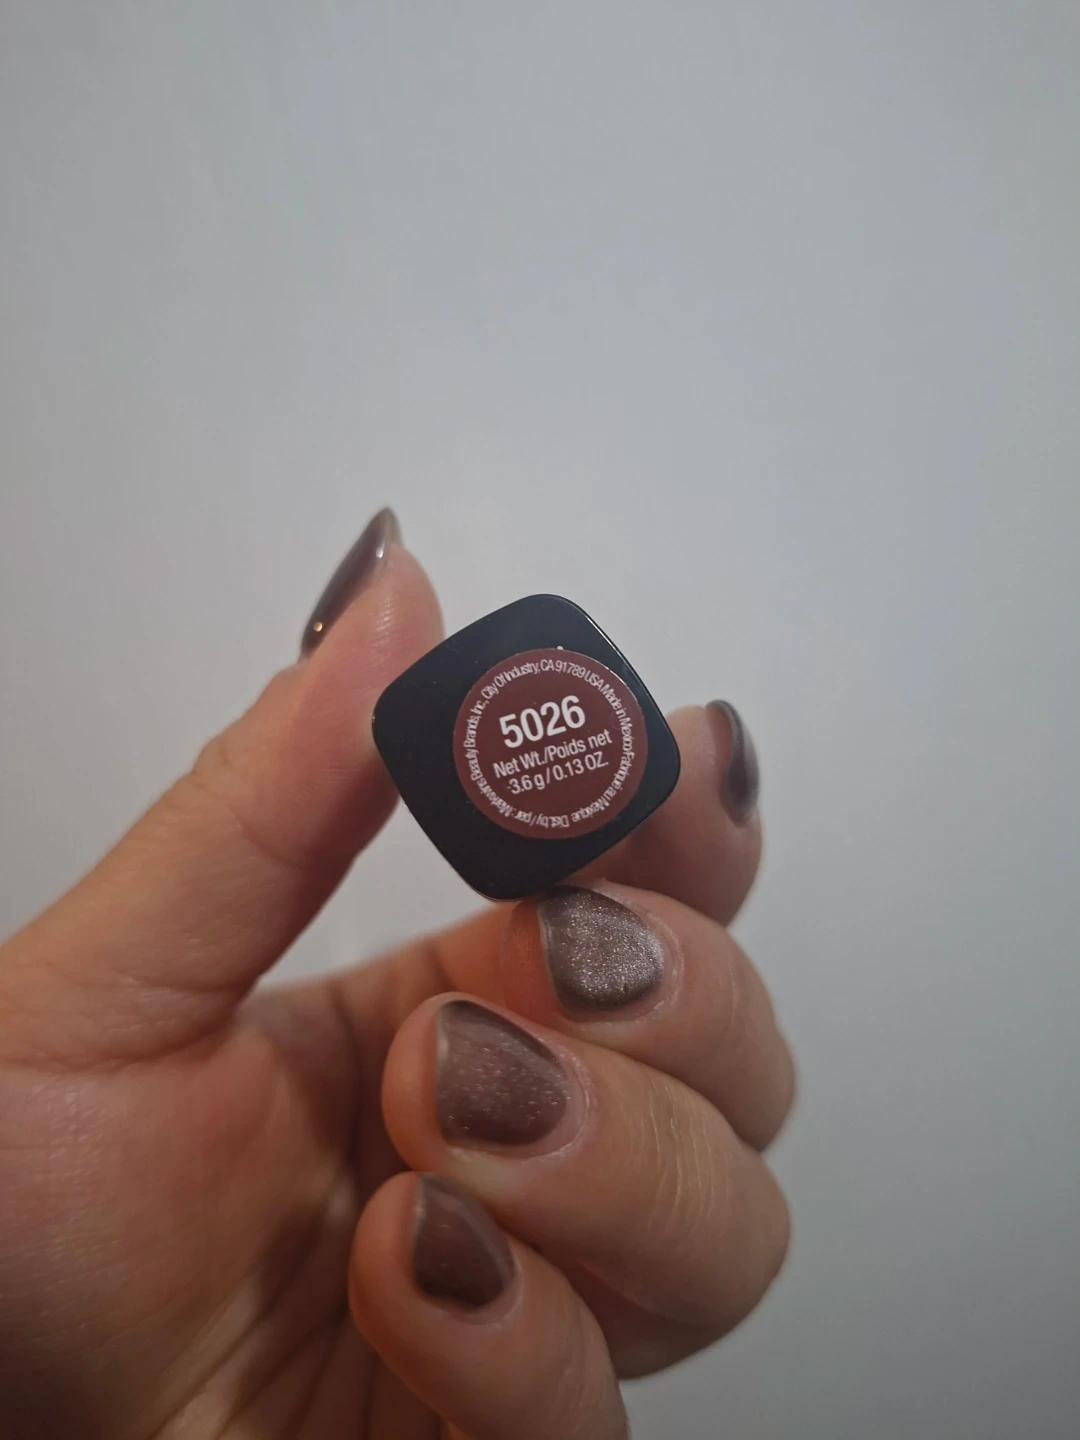 5026
Net Wt./Poids net
3.6 g / 0.13 OZ.
Dist. by / par : Markwins Beauty Brands, Inc., City Of Industry, CA 91789 USA Made in Mexico Fabriqué au Mexique